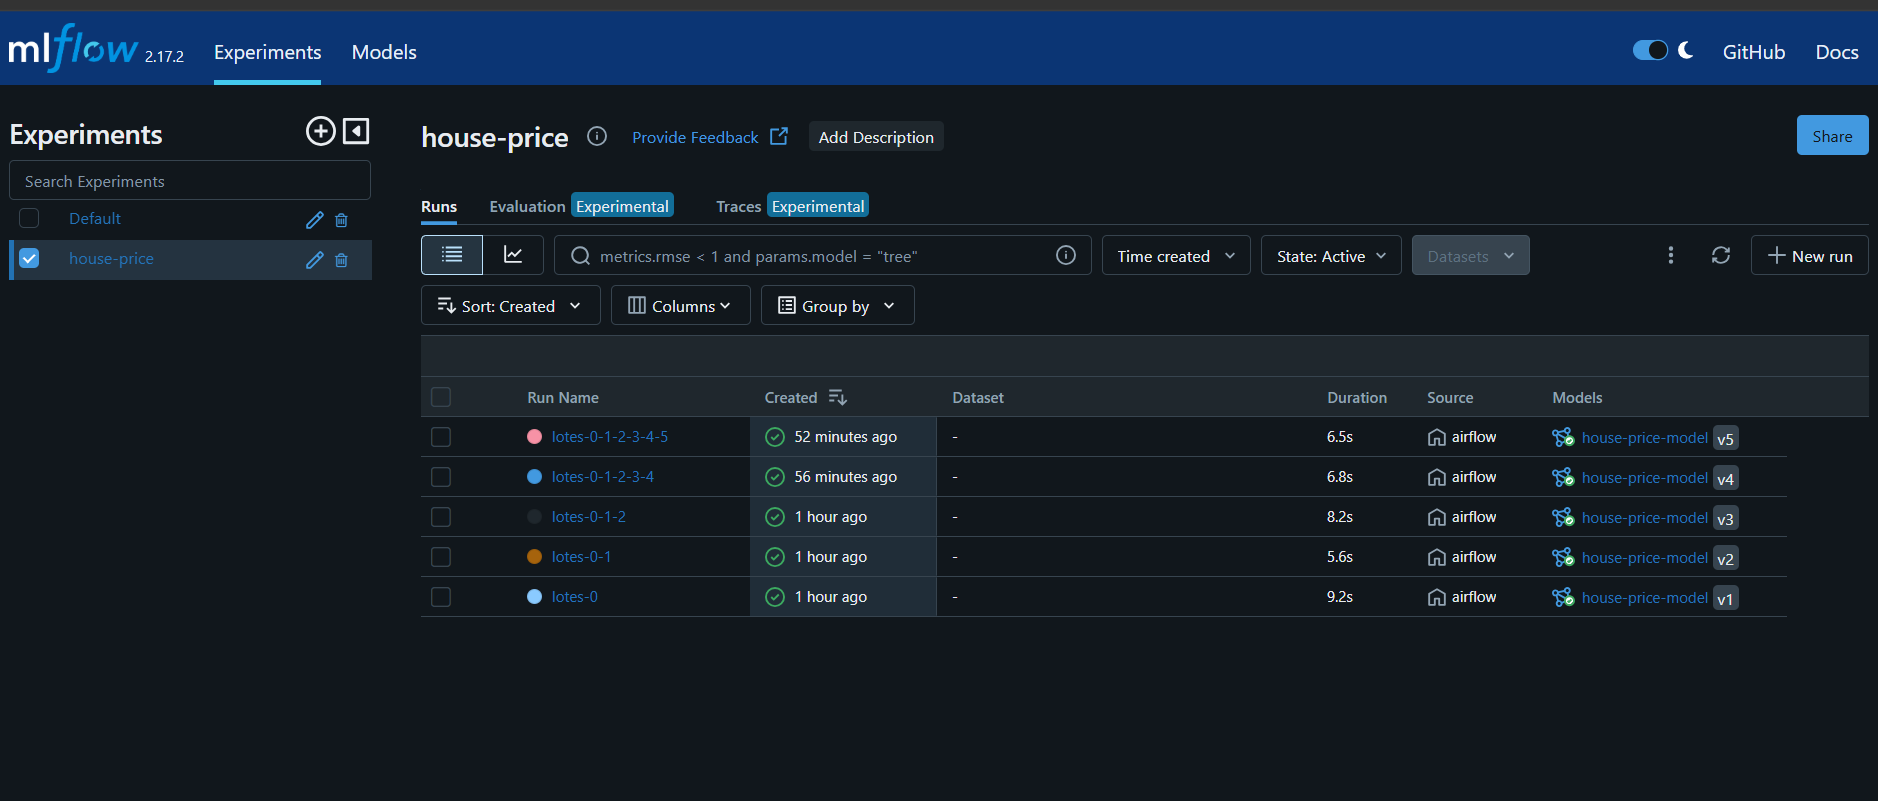 mlflow 2.17.2 Experiments Models GitHub Docs
Experiments
Search Experiments
Default
house-price
house-price Provide Feedback Add Description Share
Runs Evaluation Experimental Traces Experimental
metrics.rmse < 1 and params.model = "tree" Time created State: Active Datasets New run
Sort: Created Columns Group by
Run Name Created Dataset Duration Source Models
lotes-0-1-2-3-4-5 52 minutes ago - 6.5s airflow house-price-model v5
lotes-0-1-2-3-4 56 minutes ago - 6.8s airflow house-price-model v4
lotes-0-1-2 1 hour ago - 8.2s airflow house-price-model v3
lotes-0-1 1 hour ago - 5.6s airflow house-price-model v2
lotes-0 1 hour ago - 9.2s airflow house-price-model v1